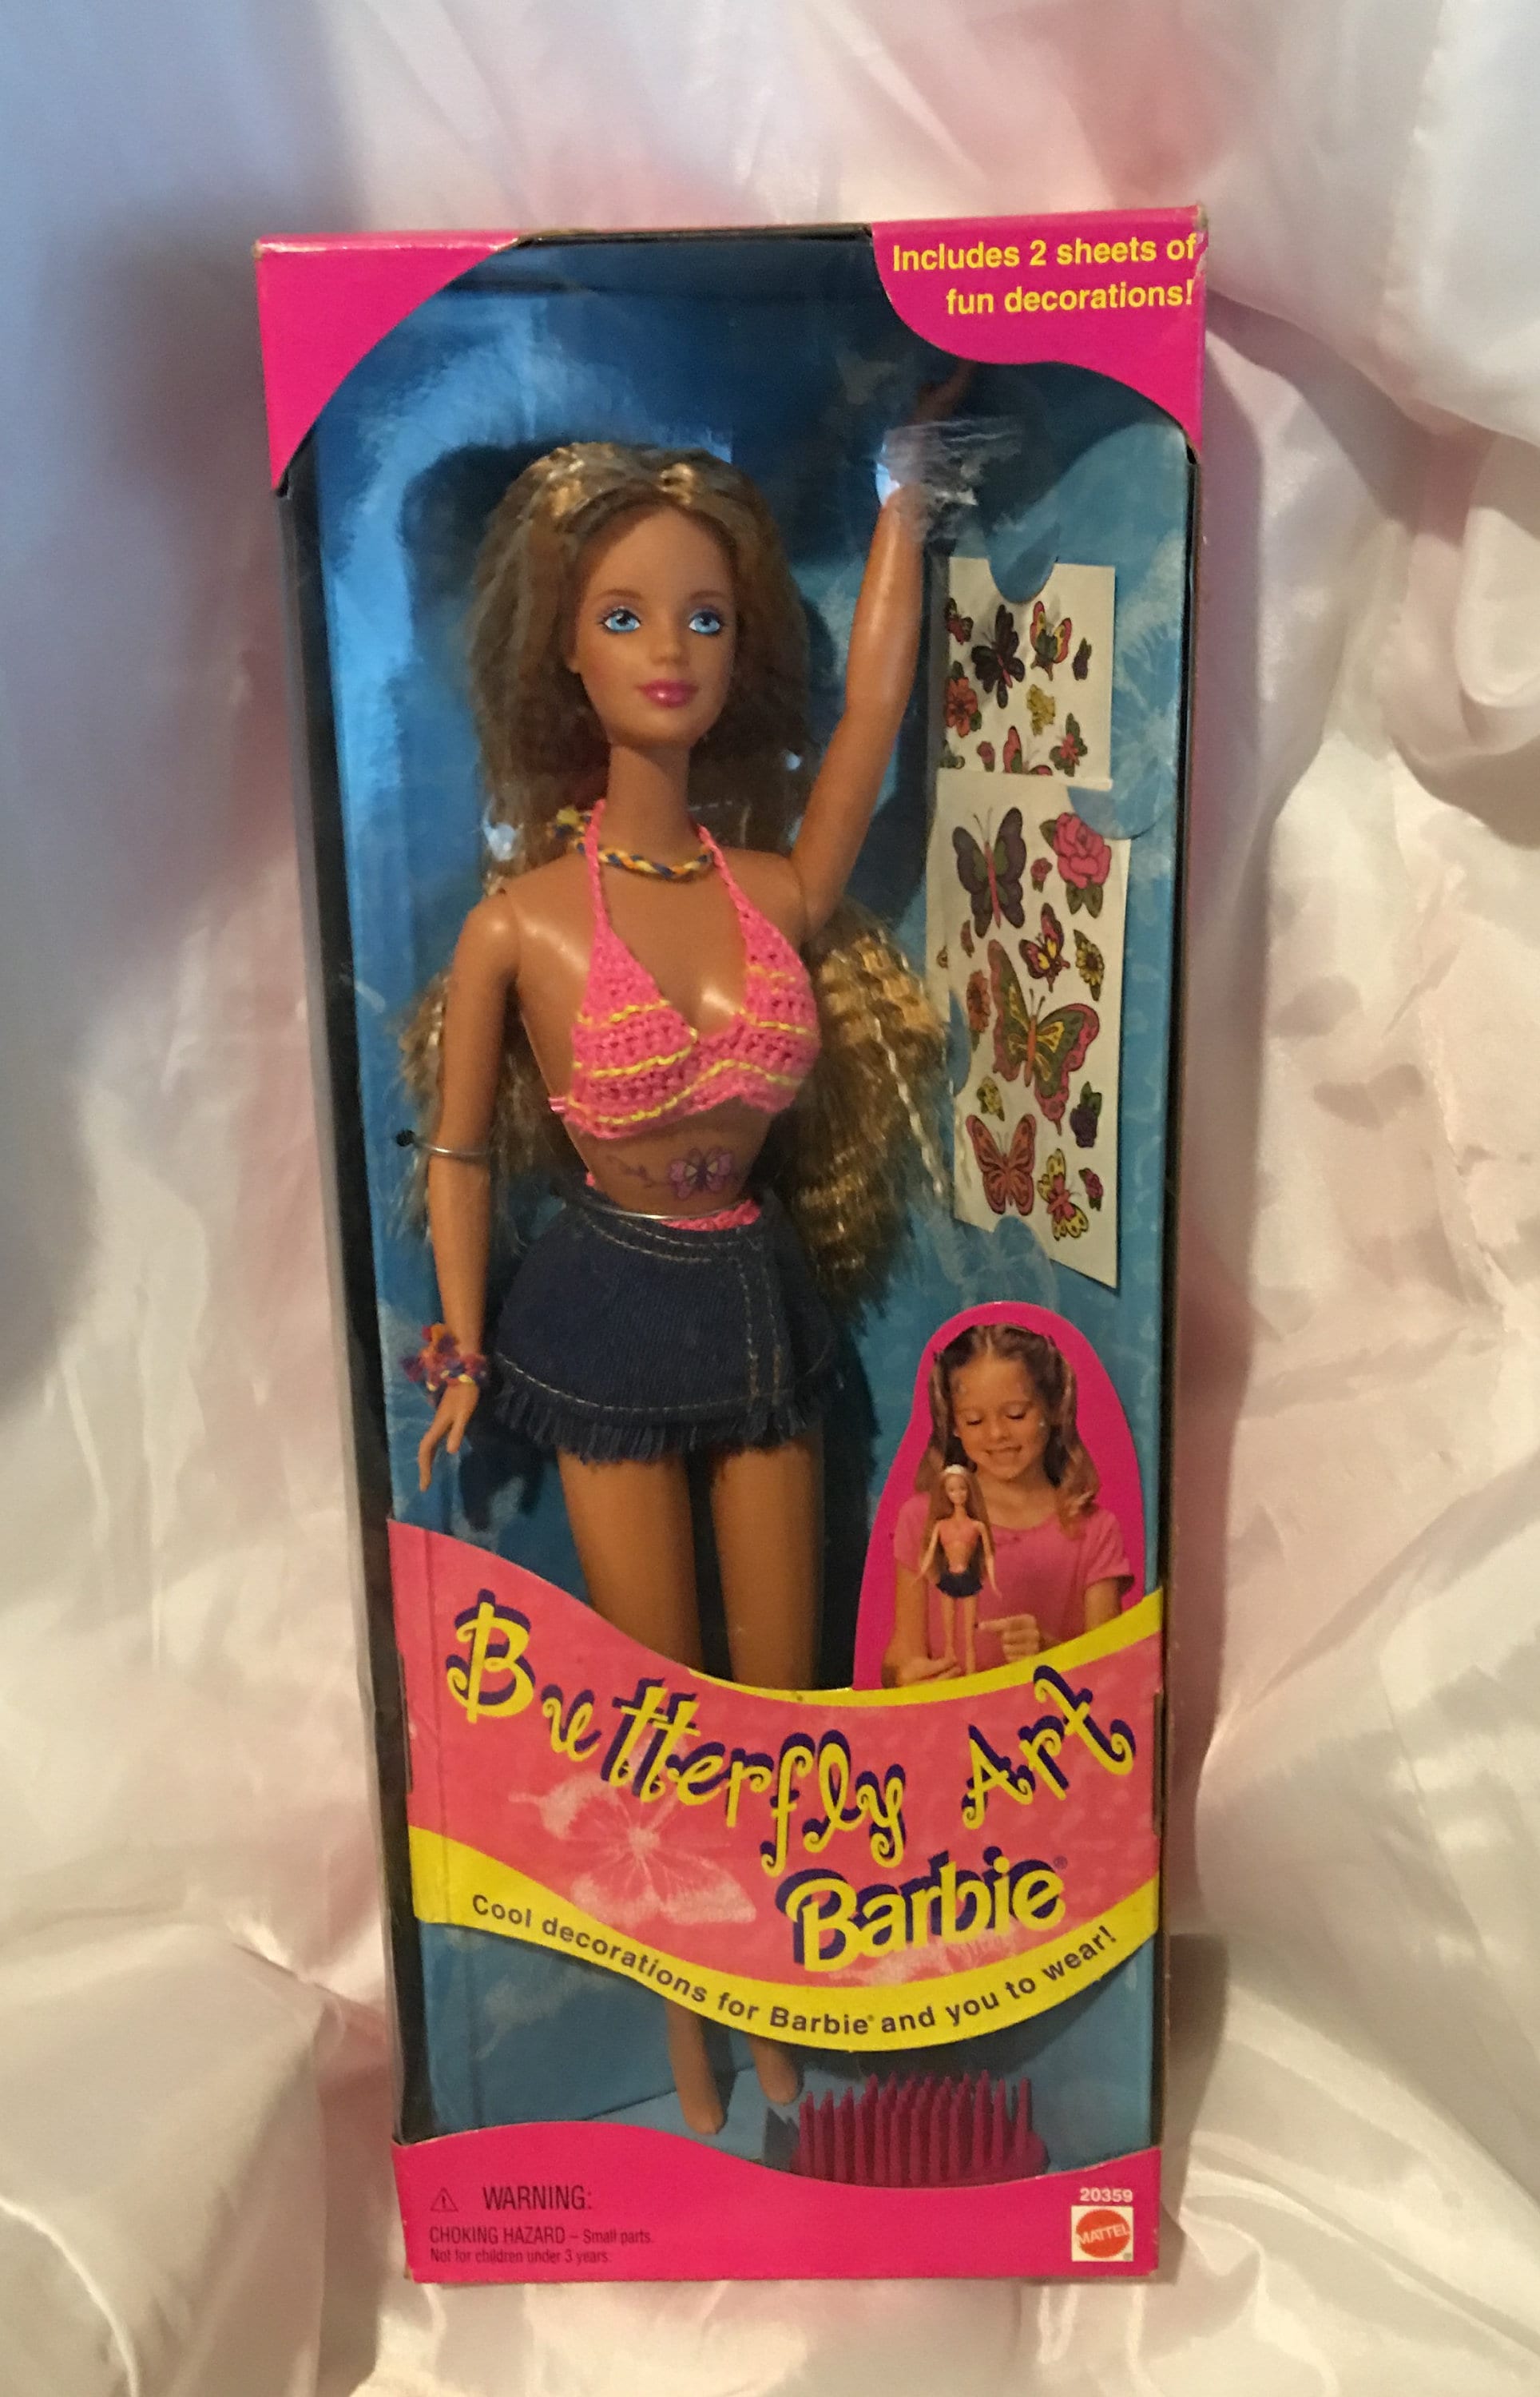 Includes 2 sheets of
fun decorations!
Butterfly Art
Barbie®
Cool decorations for Barbie® and you to wear!
⚠ WARNING:
CHOKING HAZARD – Small parts.
Not for children under 3 years.
20359
MATTEL